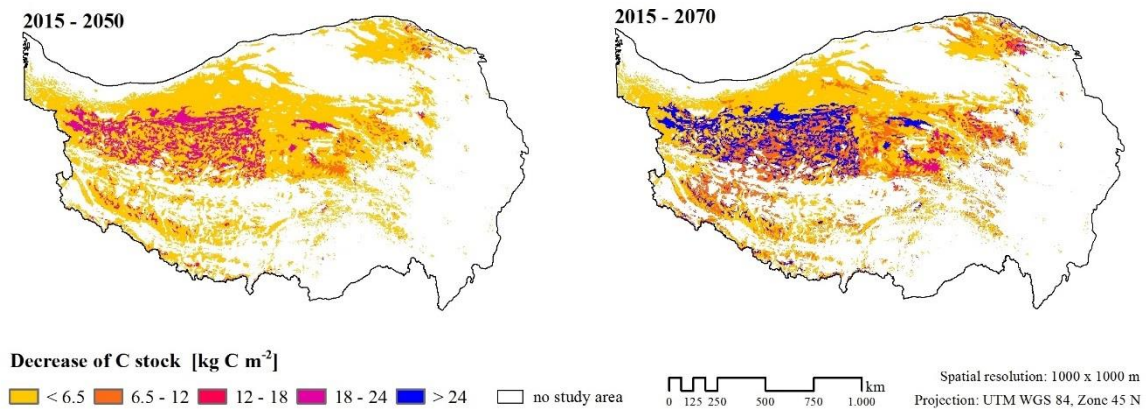 2015 - 2050
2015 - 2070
Decrease of C stock [kg C m⁻²]
< 6.5 6.5 - 12 12 - 18 18 - 24 > 24 no study area
0 125 250 500 750 1.000
km
Spatial resolution: 1000 x 1000 m
Projection: UTM WGS 84, Zone 45 N